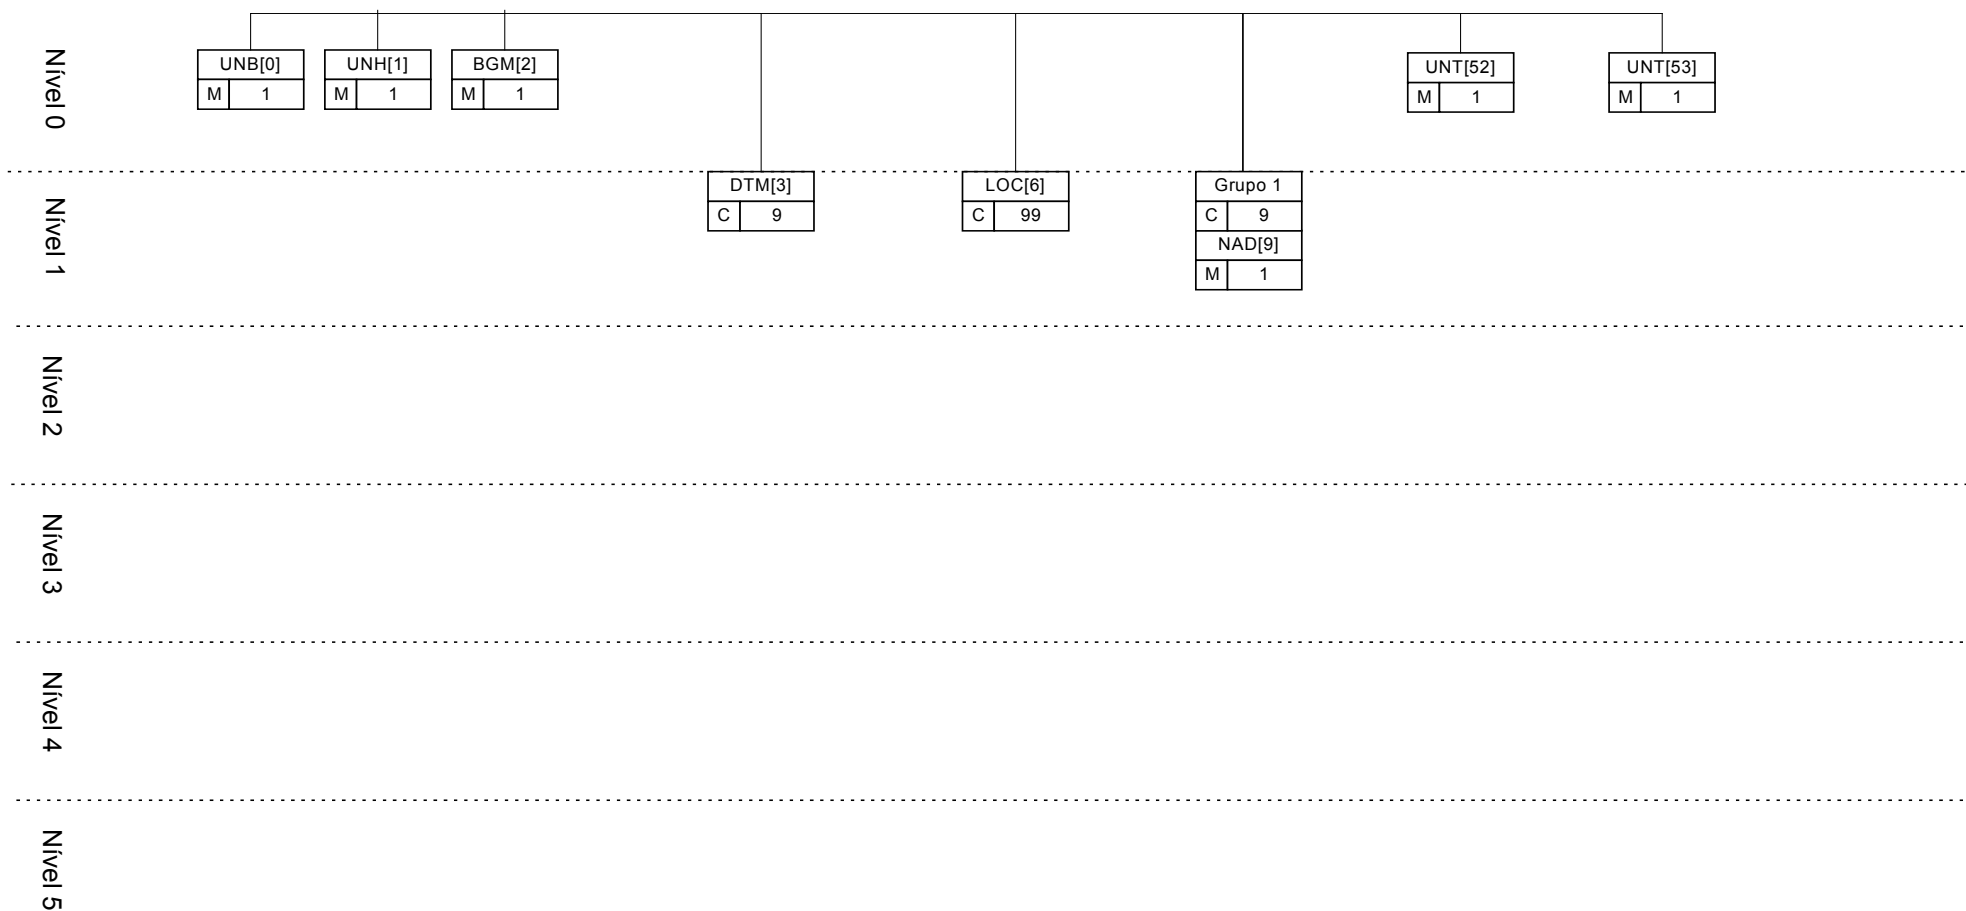 Nível 0
UNB[0]
M 1
UNH[1]
M 1
BGM[2]
M 1
UNT[52]
M 1
UNT[53]
M 1
Nível 1
DTM[3]
C 9
LOC[6]
C 99
Grupo 1
C 9
NAD[9]
M 1
Nível 2
Nível 3
Nível 4
Nível 5